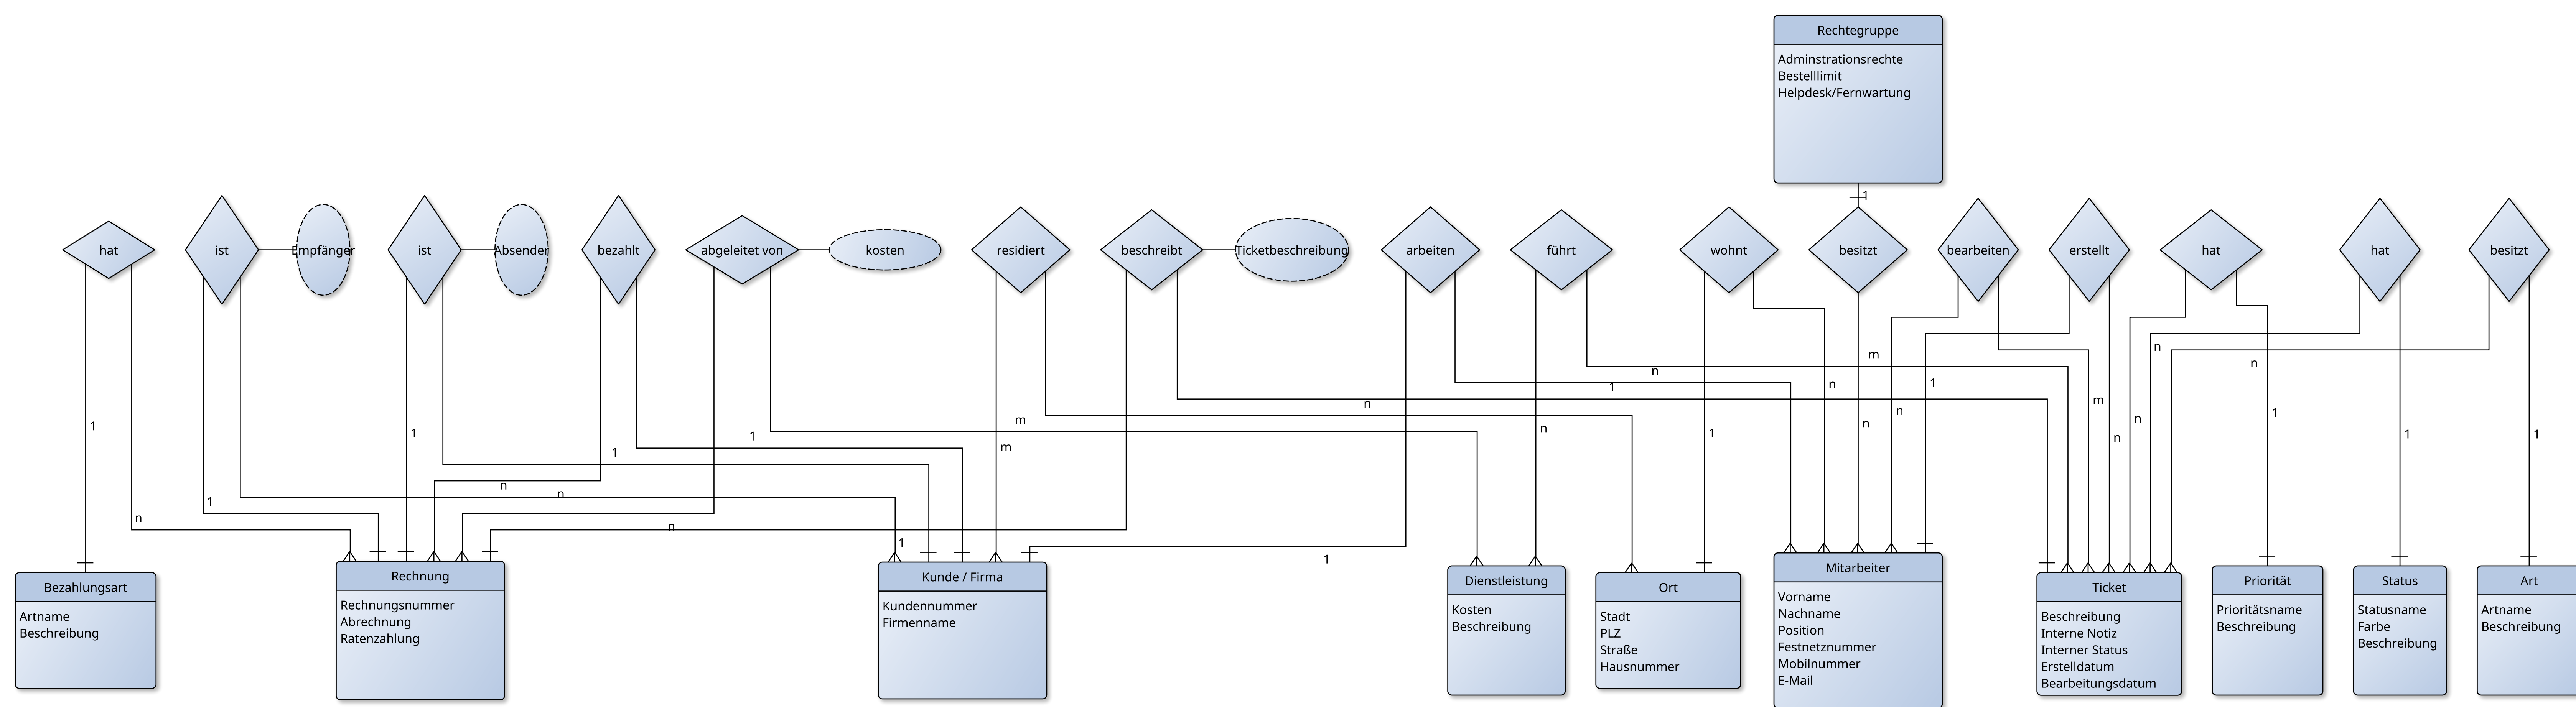 Rechtegruppe
Adminstrationsrechte
Bestelllimit
Helpdesk/Fernwartung
1
hat
ist
Empfänger
ist
Absender
bezahlt
abgeleitet von
kosten
residiert
beschreibt
Ticketbeschreibung
arbeiten
führt
wohnt
besitzt
bearbeiten
erstellt
hat
hat
besitzt
n
m
n
n
1
n
1
n
m
n
1
m
n
n
1
n
n
1
1
1
1
1
m
n
1
1
n
n
1
n
n
1
1
Bezahlungsart
Artname
Beschreibung
Rechnung
Rechnungsnummer
Abrechnung
Ratenzahlung
Kunde / Firma
Kundennummer
Firmenname
Dienstleistung
Kosten
Beschreibung
Ort
Stadt
PLZ
Straße
Hausnummer
Mitarbeiter
Vorname
Nachname
Position
Festnetznummer
Mobilnummer
E-Mail
Ticket
Beschreibung
Interne Notiz
Interner Status
Erstelldatum
Bearbeitungsdatum
Priorität
Prioritätsname
Beschreibung
Status
Statusname
Farbe
Beschreibung
Art
Artname
Beschreibung